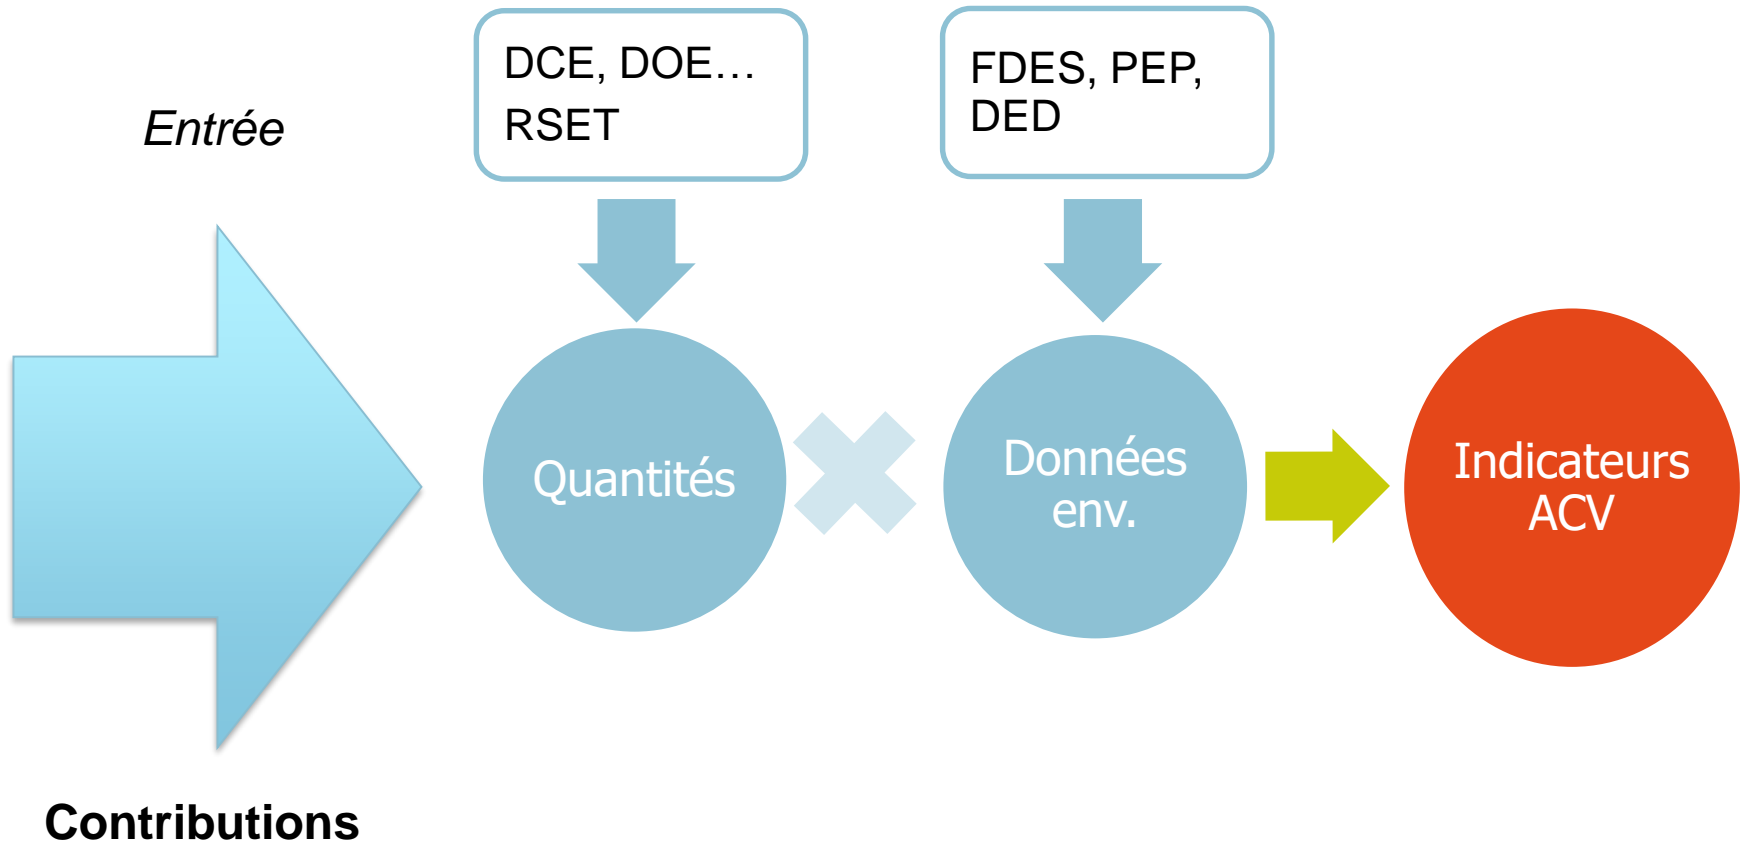 Entrée
DCE, DOE…
RSET
FDES, PEP,
DED
Quantités
Données
env.
Indicateurs
ACV
Contributions